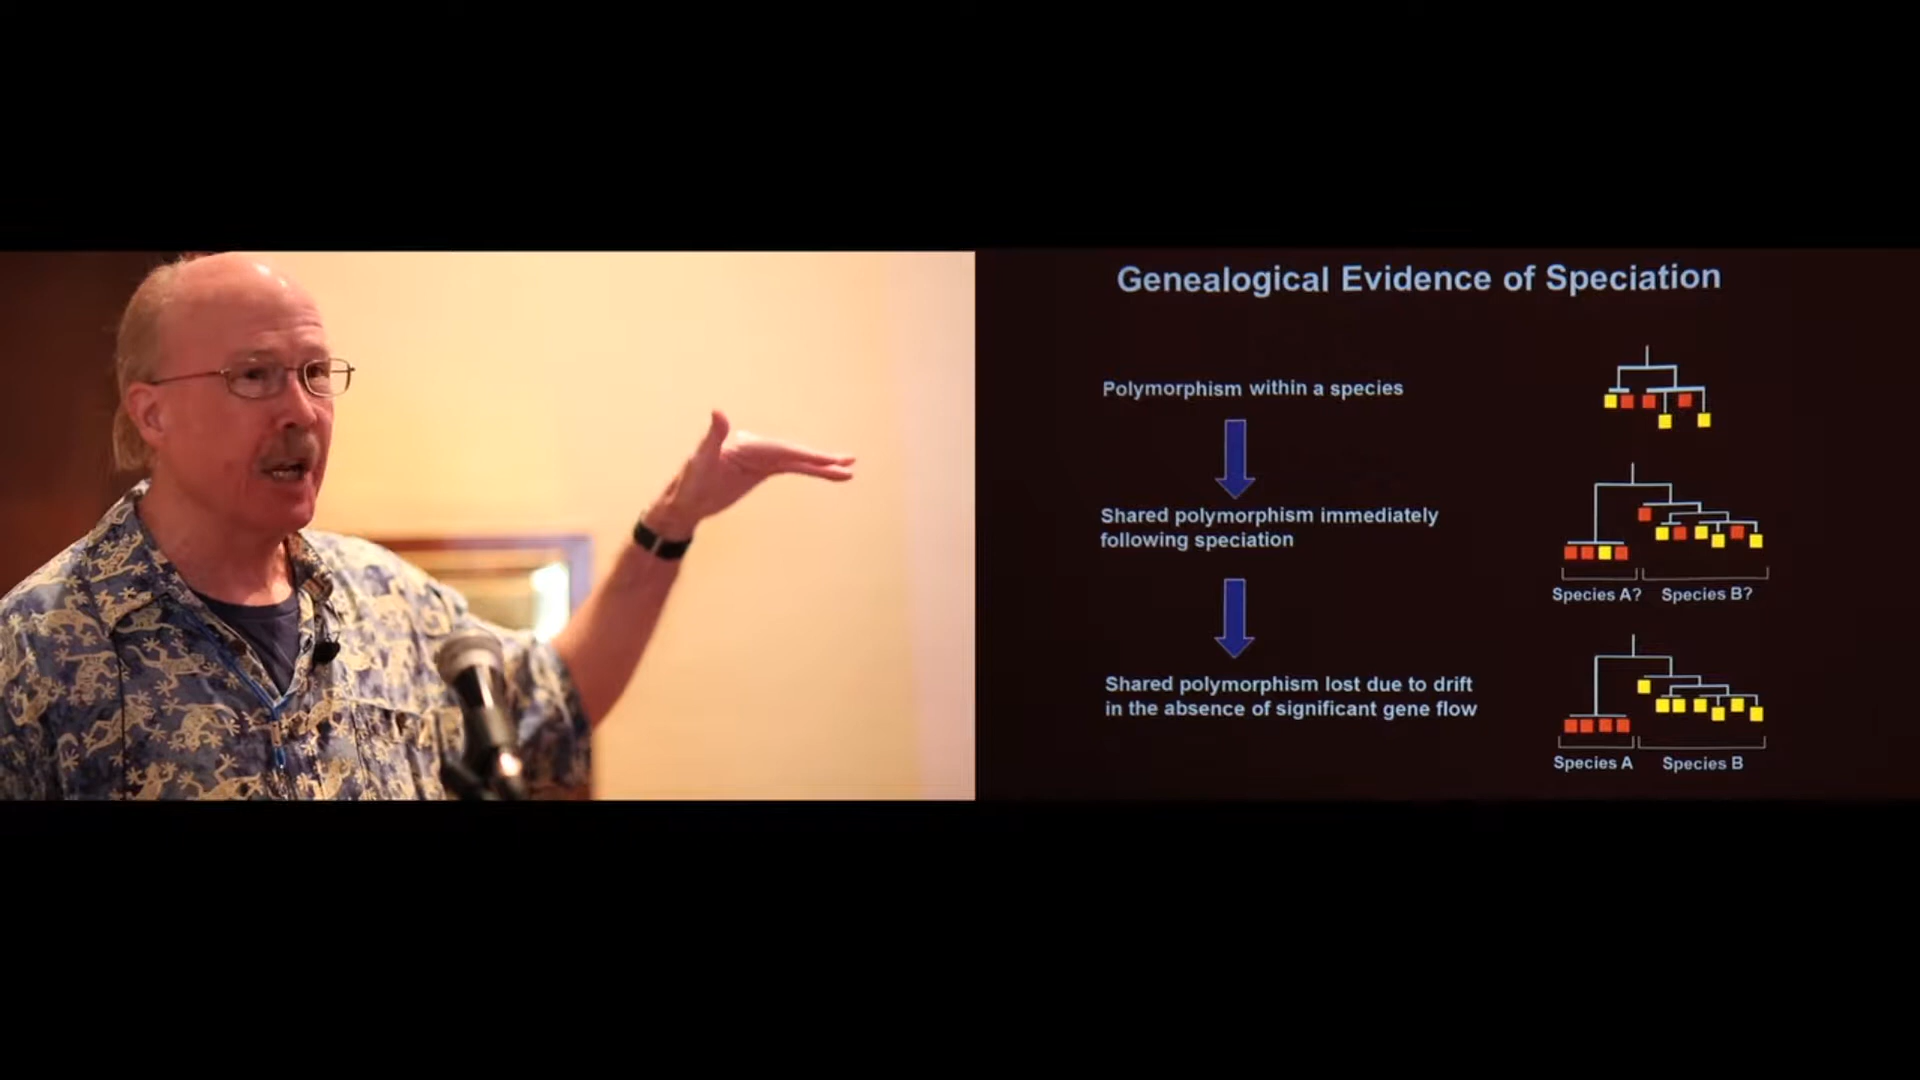 Genealogical Evidence of Speciation
Polymorphism within a species
Shared polymorphism immediately
following speciation
Species A? Species B?
Shared polymorphism lost due to drift
in the absence of significant gene flow
Species A Species B